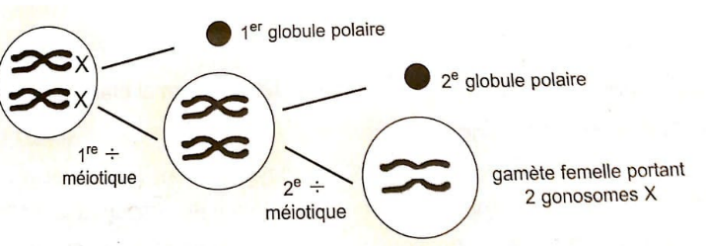 1er globule polaire
2e globule polaire
X
X
1re ÷
méiotique
2e ÷
méiotique
gamète femelle portant
2 gonosomes X